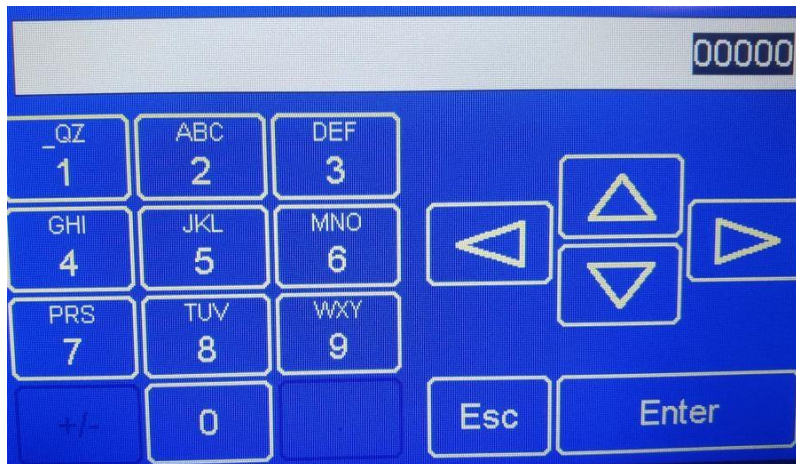 00000
_QZ ABC DEF
1 2 3
GHI JKL MNO
4 5 6
PRS TUV WXY
7 8 9
+/- 0 .
Esc Enter